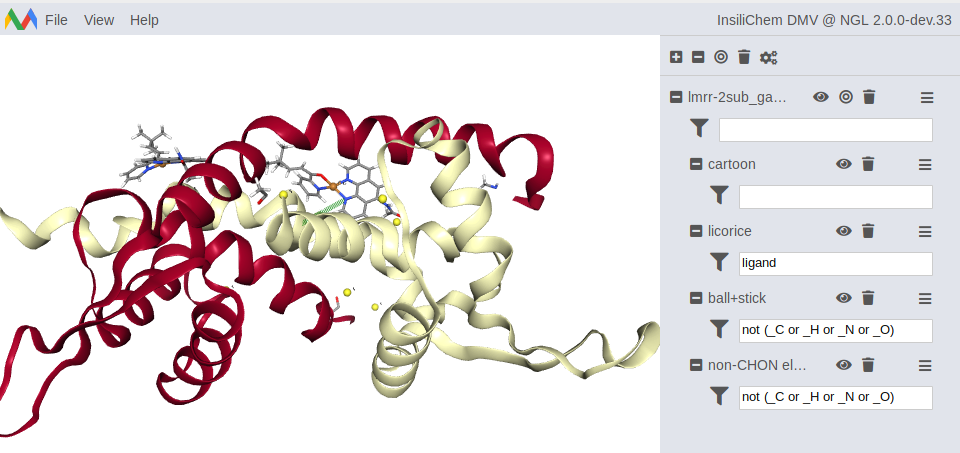 File View Help InsiliChem DMV @ NGL 2.0.0-dev.33
lmrr-2sub_ga...
cartoon
licorice
ligand
ball+stick
not (_C or _H or _N or _O)
non-CHON el...
not (_C or _H or _N or _O)